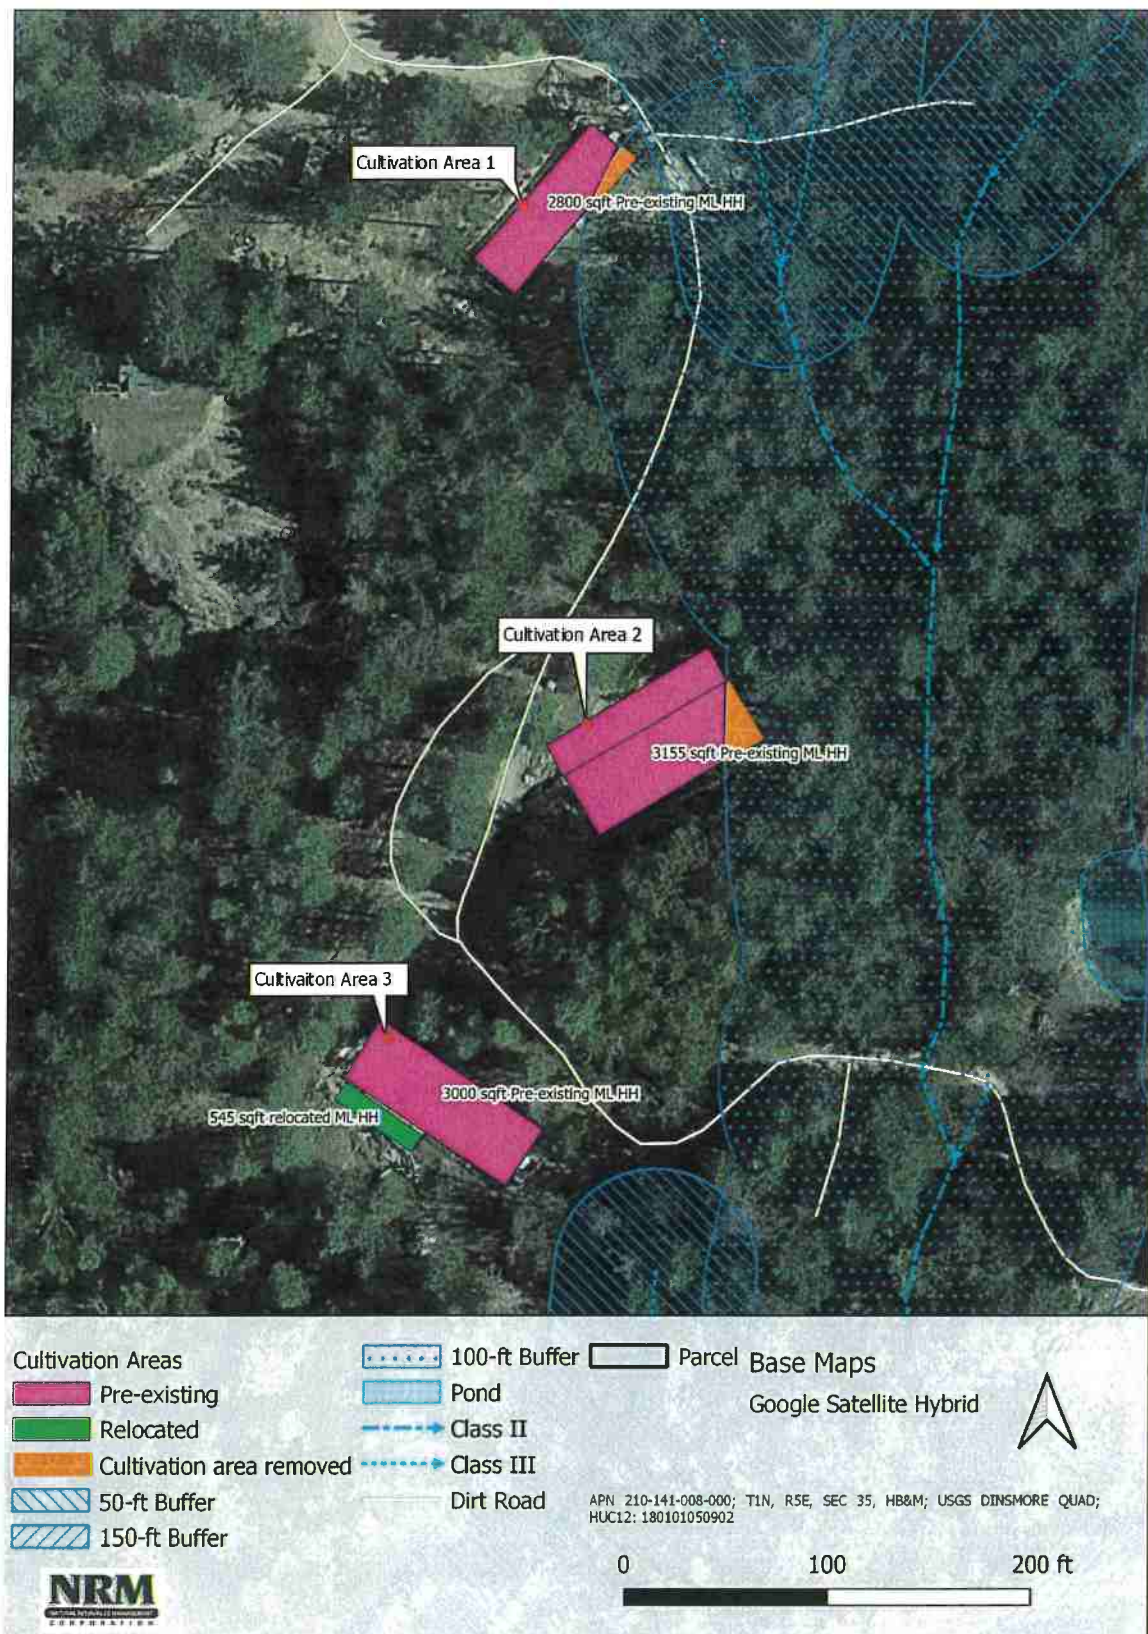 Cultivation Area 1
2800 sqft Pre-existing ML HH
Cultivation Area 2
3155 sqft Pre-existing ML HH
Cultivaiton Area 3
3000 sqft Pre-existing ML HH
545 sqft relocated ML HH
Cultivation Areas
Pre-existing
Relocated
Cultivation area removed
50-ft Buffer
150-ft Buffer
100-ft Buffer
Pond
Class II
Class III
Dirt Road
Parcel
Base Maps
Google Satellite Hybrid
APN 210-141-008-000; T1N, R5E, SEC 35, HB&M; USGS DINSMORE QUAD;
HUC12: 180101050902
0 100 200 ft
NRM
NATURAL RESOURCES MANAGEMENT
CORPORATION